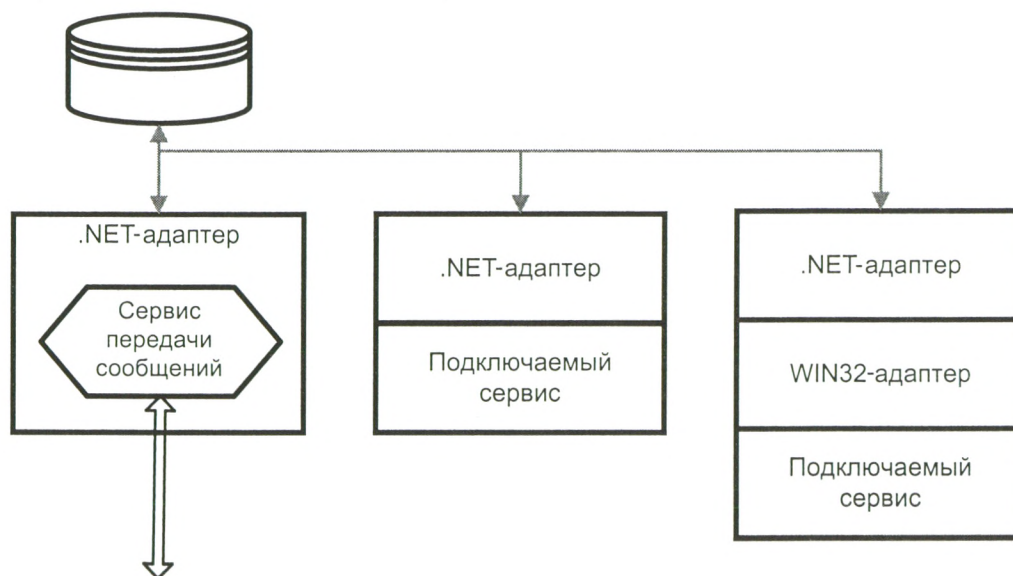 .NET-адаптер
Сервис
передачи
сообщений
.NET-адаптер
Подключаемый
сервис
.NET-адаптер
WIN32-адаптер
Подключаемый
сервис